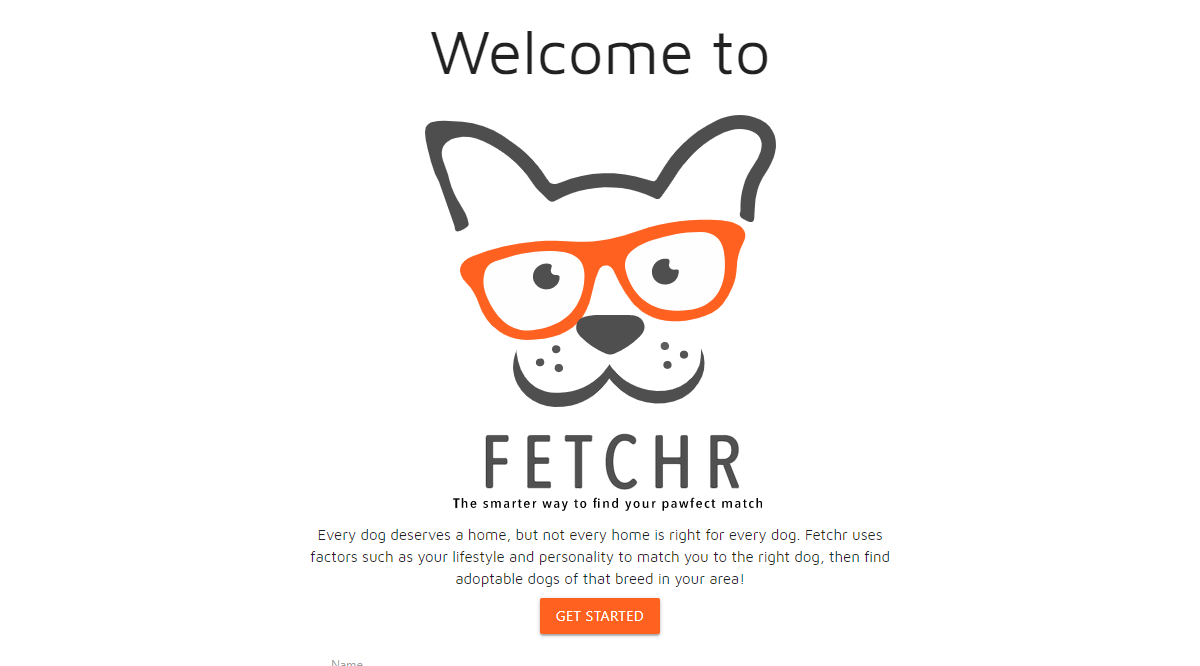 Welcome to
FETCHR
The smarter way to find your pawfect match
Every dog deserves a home, but not every home is right for every dog. Fetchr uses
factors such as your lifestyle and personality to match you to the right dog, then find
adoptable dogs of that breed in your area!
GET STARTED
Name